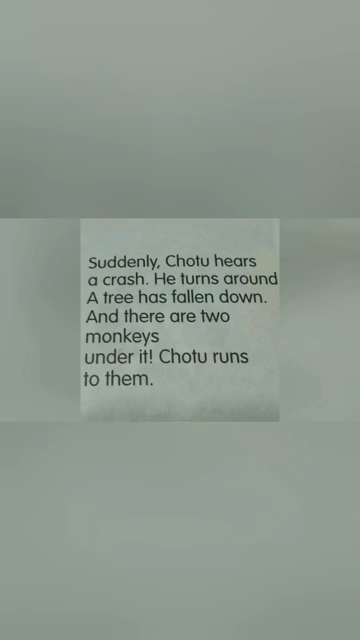 Suddenly, Chotu hears
a crash. He turns around
A tree has fallen down.
And there are two
monkeys
under it! Chotu runs
to them.